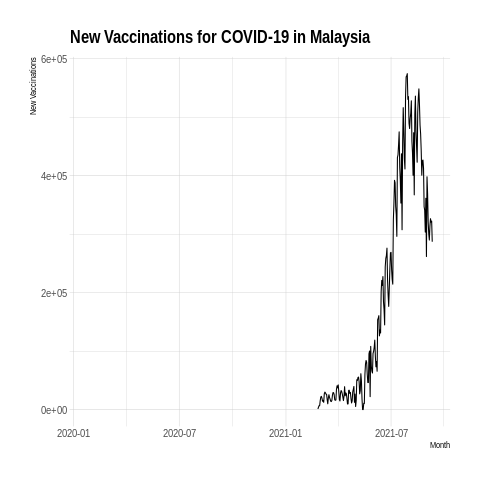 New Vaccinations for COVID-19 in Malaysia
New Vaccinations
6e+05
4e+05
2e+05
0e+00
2020-01
2020-07
2021-01
2021-07
Month